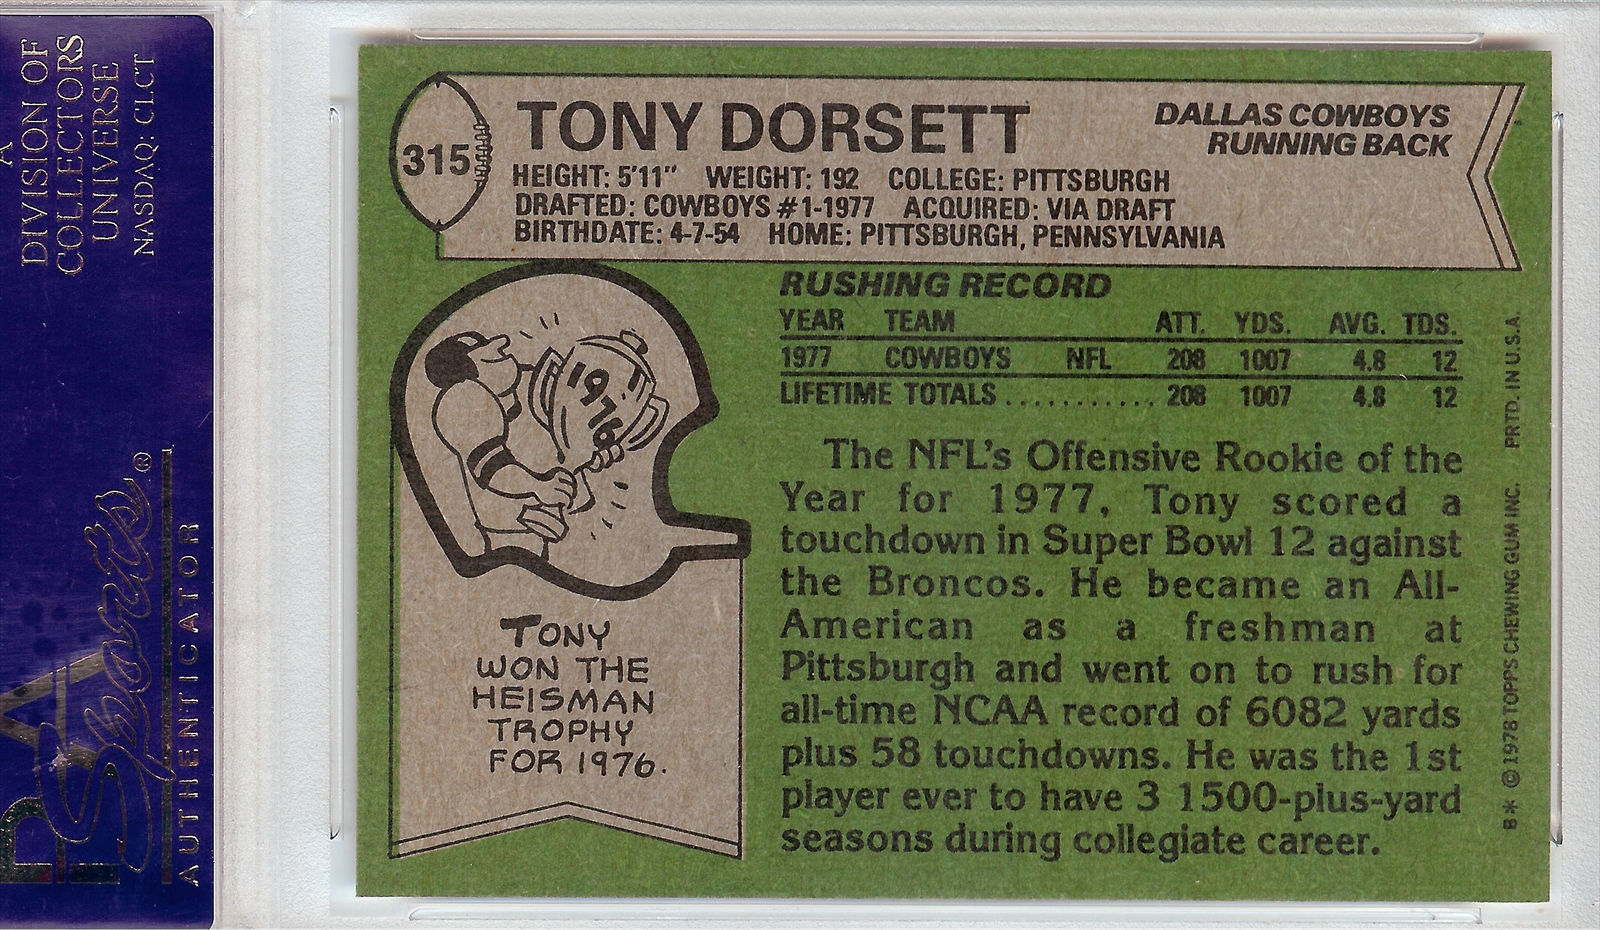 A
DIVISION OF
COLLECTORS
UNIVERSE
NASDAQ: CLCT
PSA
Sports®
AUTHENTICATOR
315
TONY DORSETT
DALLAS COWBOYS
RUNNING BACK
HEIGHT: 5'11" WEIGHT: 192 COLLEGE: PITTSBURGH
DRAFTED: COWBOYS #1-1977 ACQUIRED: VIA DRAFT
BIRTHDATE: 4-7-54 HOME: PITTSBURGH, PENNSYLVANIA
RUSHING RECORD
YEAR TEAM ATT. YDS. AVG. TDS.
1977 COWBOYS NFL 208 1007 4.8 12
LIFETIME TOTALS ........... 208 1007 4.8 12
1976
TONY
WON THE
HEISMAN
TROPHY
FOR 1976.
The NFL's Offensive Rookie of the
Year for 1977, Tony scored a
touchdown in Super Bowl 12 against
the Broncos. He became an All-
American as a freshman at
Pittsburgh and went on to rush for
all-time NCAA record of 6082 yards
plus 58 touchdowns. He was the 1st
player ever to have 3 1500-plus-yard
seasons during collegiate career.
B* © 1978 TOPPS CHEWING GUM INC. PRTD. IN U.S.A.